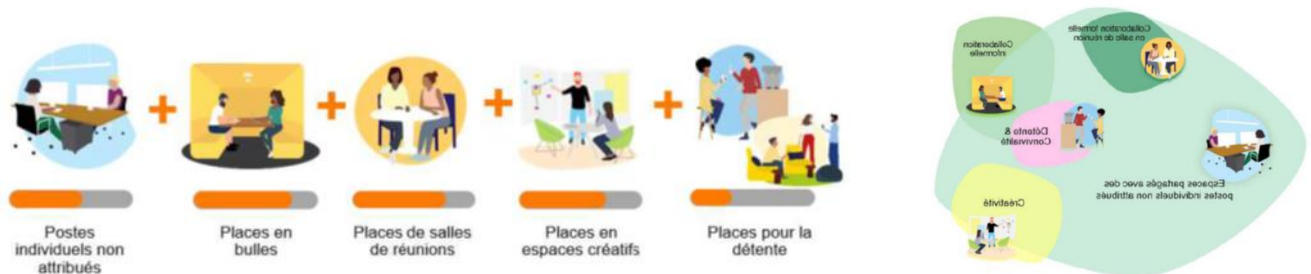 Postes
individuels non
attribués
Places en
bulles
Places de salles
de réunions
Places en
espaces créatifs
Places pour la
détente
Collaboration
informelle
Collaboration formelle
en salle de réunion
Détente &
Convivialité
Espaces partagés avec des
postes individuels non attribués
Créativité